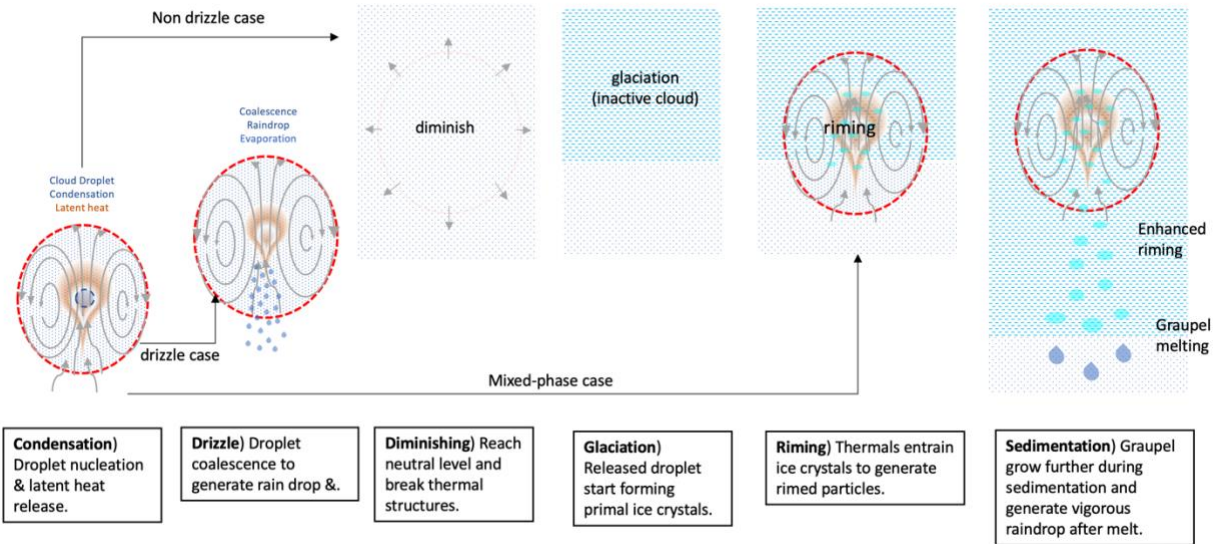 Non drizzle case
Coalescence
Raindrop
Evaporation
diminish
glaciation
(inactive cloud)
riming
Cloud Droplet
Condensation
Latent heat
Enhanced
riming
Graupel
melting
drizzle case
Mixed-phase case
Condensation)
Droplet nucleation
& latent heat
release.
Drizzle) Droplet
coalescence to
generate rain drop &.
Diminishing) Reach
neutral level and
break thermal
structures.
Glaciation)
Released droplet
start forming
primal ice crystals.
Riming) Thermals entrain
ice crystals to generate
rimed particles.
Sedimentation) Graupel
grow further during
sedimentation and
generate vigorous
raindrop after melt.